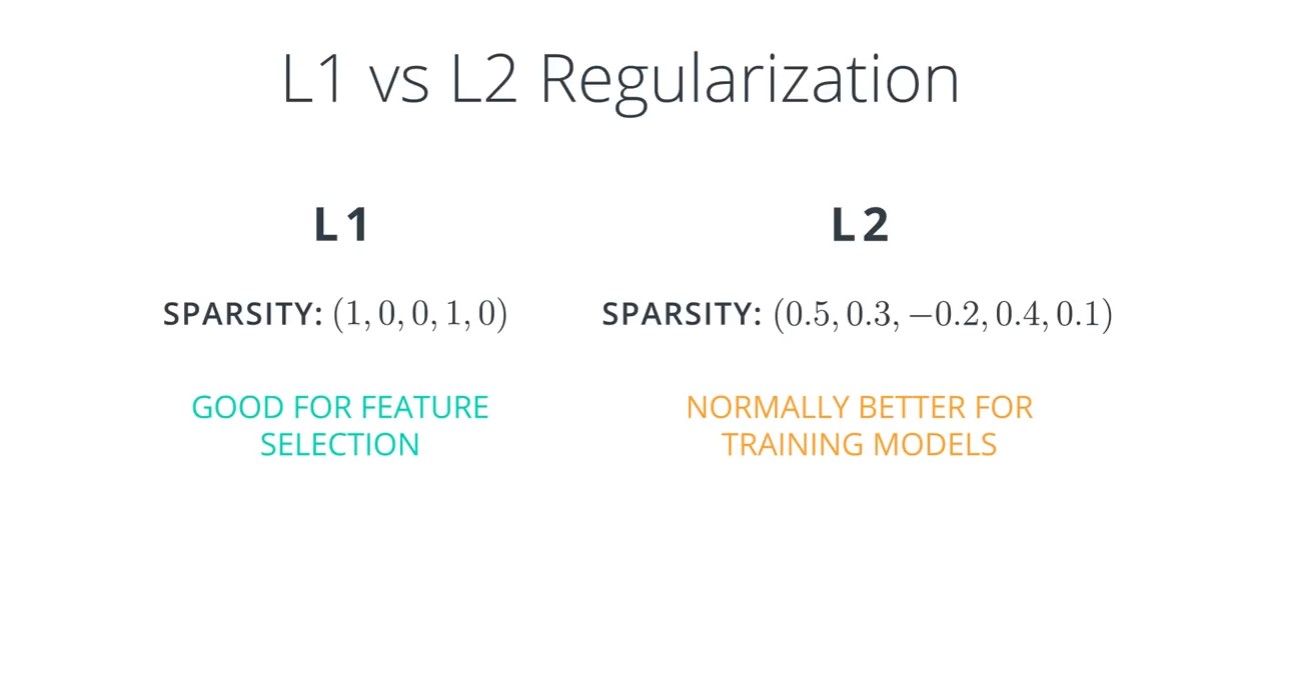 L1 vs L2 Regularization
L1
SPARSITY: (1, 0, 0, 1, 0)
GOOD FOR FEATURE
SELECTION
L2
SPARSITY: (0.5, 0.3, −0.2, 0.4, 0.1)
NORMALLY BETTER FOR
TRAINING MODELS